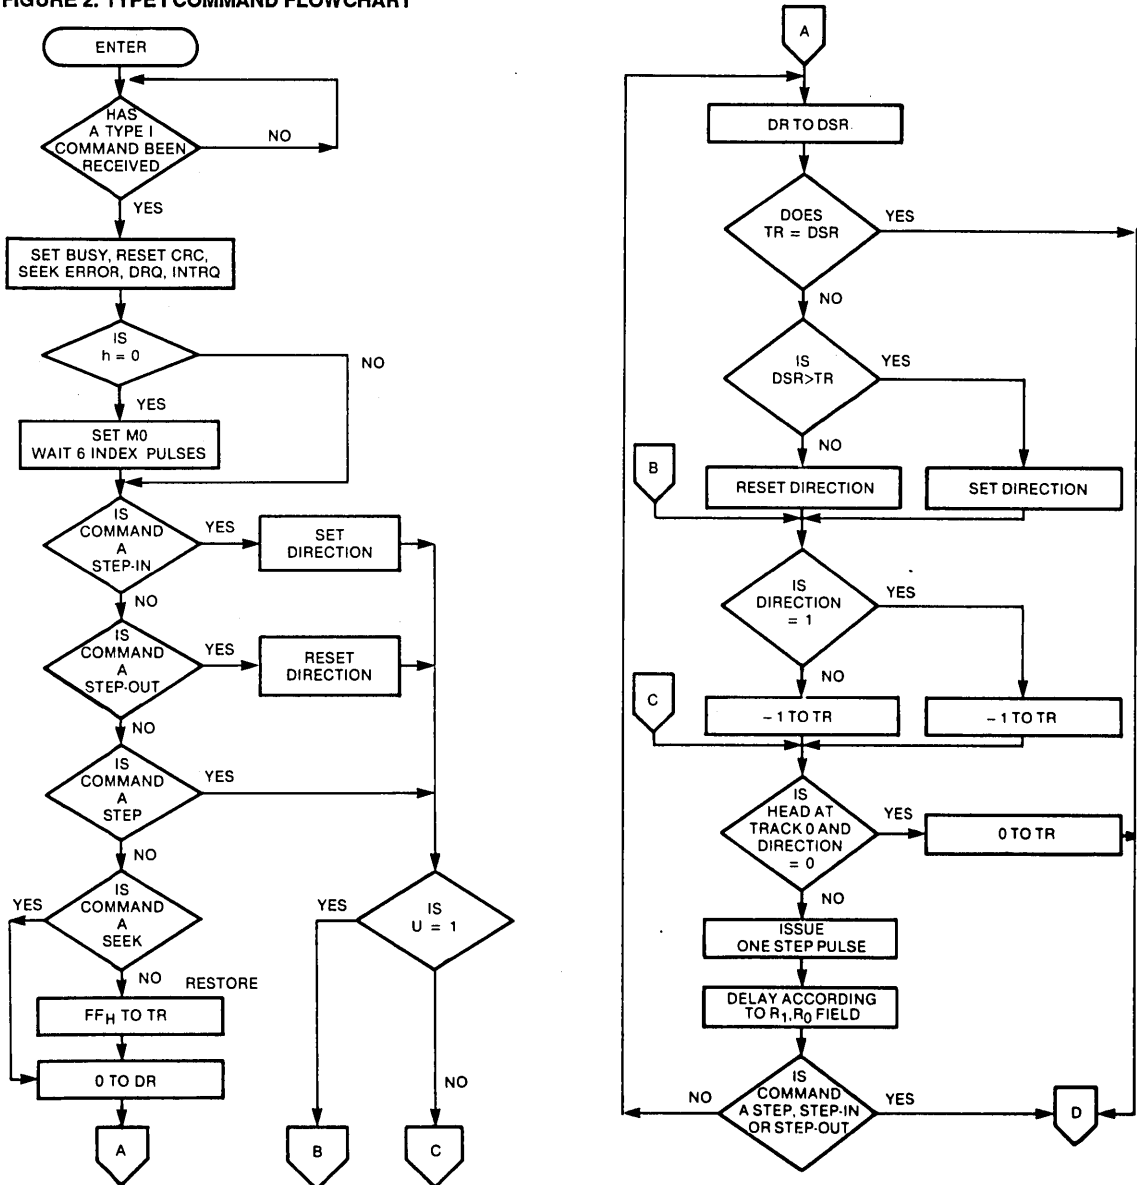 FIGURE 2. TYPE I COMMAND FLOWCHART
ENTER
HAS
A TYPE I
COMMAND BEEN
RECEIVED
NO
YES
SET BUSY, RESET CRC,
SEEK ERROR, DRQ, INTRQ
IS
h = 0
NO
YES
SET MO
WAIT 6 INDEX PULSES
IS
COMMAND
A
STEP-IN
YES
SET
DIRECTION
NO
IS
COMMAND
A
STEP-OUT
YES
RESET
DIRECTION
NO
IS
COMMAND
A
STEP
YES
NO
IS
COMMAND
A
SEEK
YES
NO
RESTORE
FFH TO TR
0 TO DR
A
IS
U = 1
YES
NO
B
C
A
DR TO DSR
DOES
TR = DSR
YES
NO
IS
DSR>TR
YES
NO
B
RESET DIRECTION
SET DIRECTION
IS
DIRECTION
= 1
YES
NO
C
– 1 TO TR
– 1 TO TR
IS
HEAD AT
TRACK 0 AND
DIRECTION
= 0
YES
0 TO TR
NO
ISSUE
ONE STEP PULSE
DELAY ACCORDING
TO R1,R0 FIELD
IS
COMMAND
A STEP, STEP-IN
OR STEP-OUT
NO
YES
D